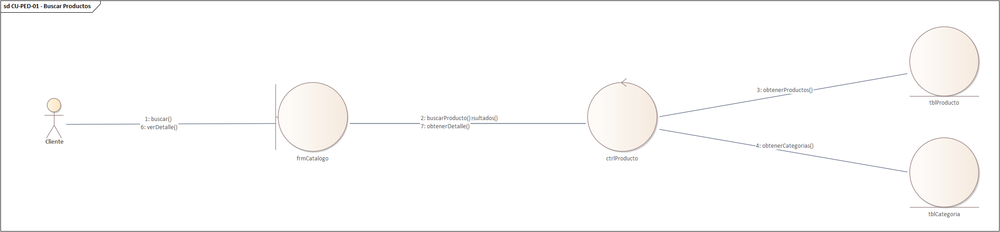 sd CU-PED-01 - Buscar Productos
1: buscar()
6: verDetalle()
Cliente
frmCatalogo
2: buscarProducto() esultados()
7: obtenerDetalle()
ctrlProducto
3: obtenerProductos()
4: obtenerCategorias()
tblProducto
tblCategoria